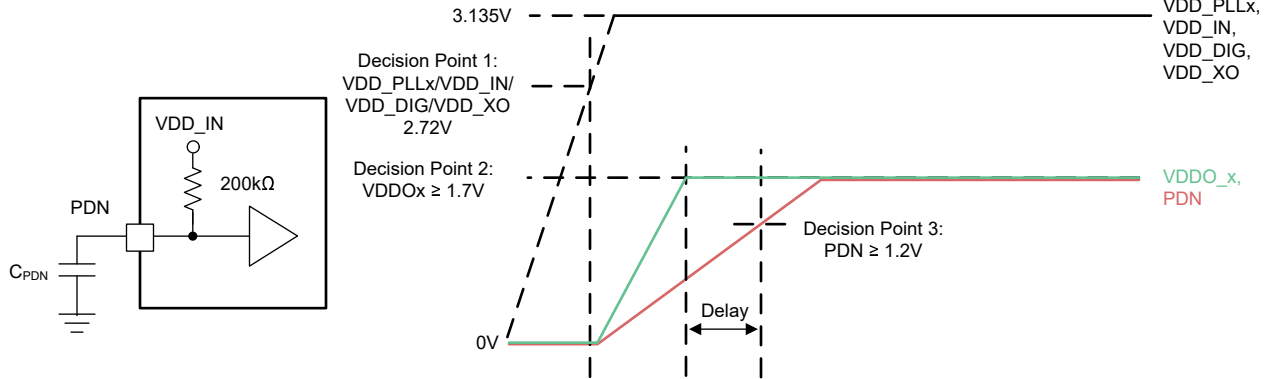 VDD_PLLx,
VDD_IN,
VDD_DIG,
VDD_XO
3.135V
Decision Point 1:
VDD_PLLx/VDD_IN/
VDD_DIG/VDD_XO
2.72V
Decision Point 2:
VDDOx ≥ 1.7V
VDDO_x,
PDN
Decision Point 3:
PDN ≥ 1.2V
Delay
0V
VDD_IN
200kΩ
PDN
CPDN